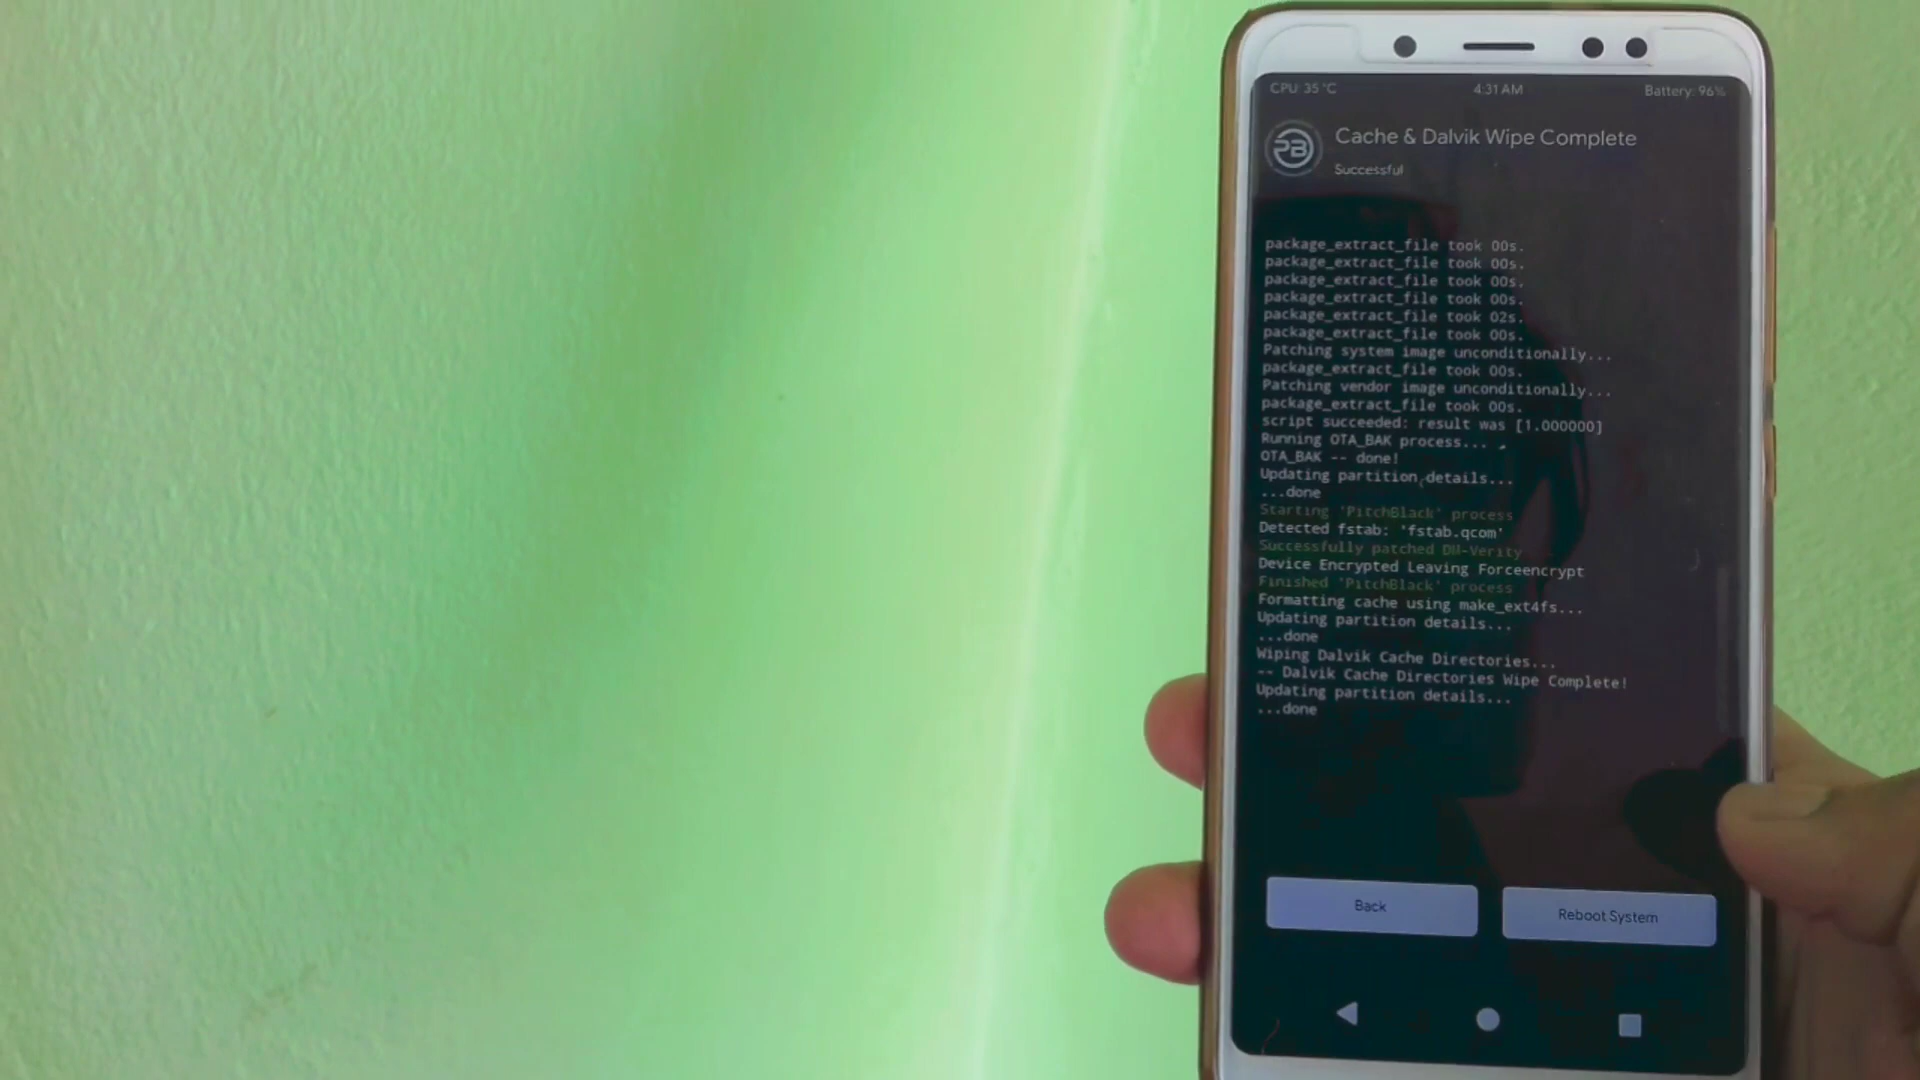 CPU 35 °C 4:31 AM Battery: 96%
PB
Cache & Dalvik Wipe Complete
Successful
package_extract_file took 00s.
package_extract_file took 00s.
package_extract_file took 00s.
package_extract_file took 00s.
package_extract_file took 02s.
package_extract_file took 00s.
Patching system image unconditionally...
package_extract_file took 00s.
Patching vendor image unconditionally...
package_extract_file took 00s.
script succeeded: result was [1.000000]
Running OTA_BAK process...
OTA_BAK -- done!
Updating partition details...
...done
Starting 'PitchBlack' process
Detected fstab: 'fstab.qcom'
Successfully patched DM-Verity
Device Encrypted Leaving Forceencrypt
Finished 'PitchBlack' process
Formatting cache using make_ext4fs...
Updating partition details...
...done
Wiping Dalvik Cache Directories...
-- Dalvik Cache Directories Wipe Complete!
Updating partition details...
...done
Back
Reboot System